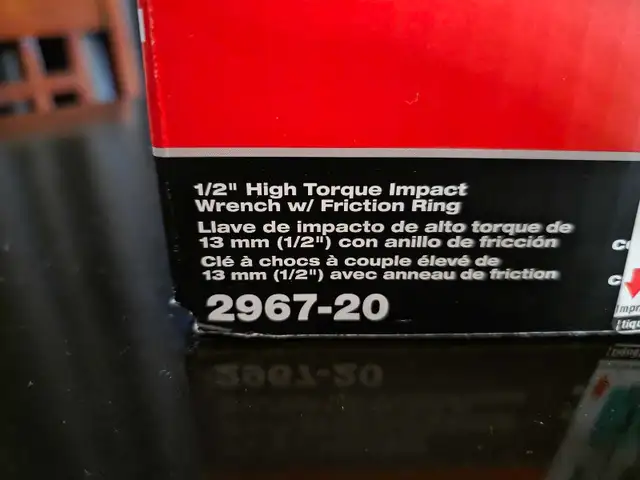 1/2" High Torque Impact
Wrench w/ Friction Ring
Llave de impacto de alto torque de
13 mm (1/2") con anillo de fricción
Clé à chocs à couple élevé de
13 mm (1/2") avec anneau de friction
2967-20